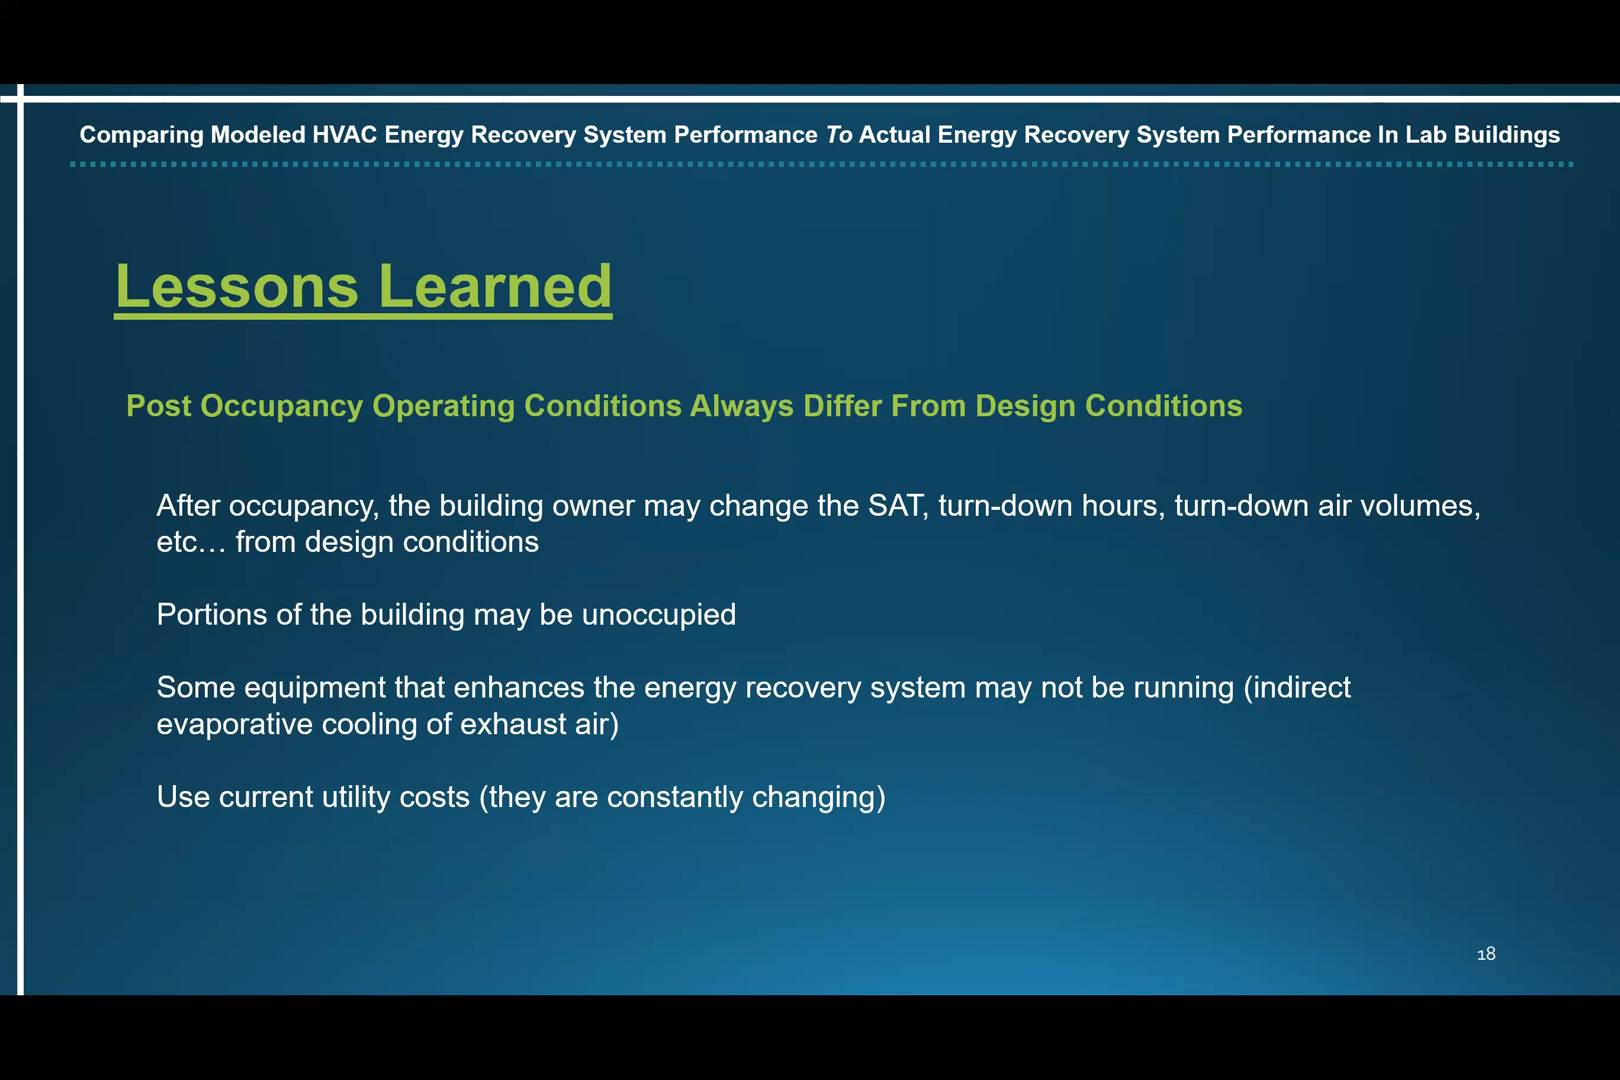 Comparing Modeled HVAC Energy Recovery System Performance To Actual Energy Recovery System Performance In Lab Buildings
Lessons Learned
Post Occupancy Operating Conditions Always Differ From Design Conditions
After occupancy, the building owner may change the SAT, turn-down hours, turn-down air volumes,
etc… from design conditions
Portions of the building may be unoccupied
Some equipment that enhances the energy recovery system may not be running (indirect
evaporative cooling of exhaust air)
Use current utility costs (they are constantly changing)
18